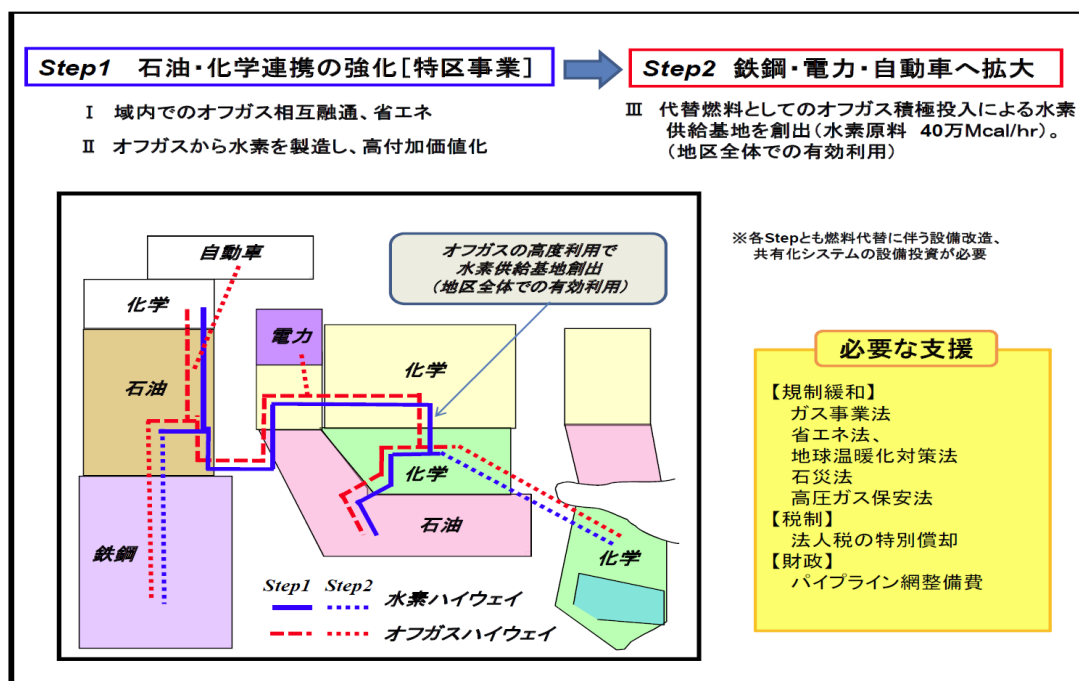 Step1 石油・化学連携の強化[特区事業]
Step2 鉄鋼・電力・自動車へ拡大
Ⅰ 域内でのオフガス相互融通、省エネ
Ⅱ オフガスから水素を製造し、高付加価値化
Ⅲ 代替燃料としてのオフガス積極投入による水素
供給基地を創出(水素原料 40万Mcal/hr)。
(地区全体での有効利用)
※各Stepとも燃料代替に伴う設備改造、
共有化システムの設備投資が必要
自動車
化学
石油
鉄鋼
電力
オフガスの高度利用で
水素供給基地創出
(地区全体での有効利用)
化学
化学
石油
化学
Step1 Step2
水素ハイウェイ
オフガスハイウェイ
必要な支援
【規制緩和】
ガス事業法
省エネ法、
地球温暖化対策法
石災法
高圧ガス保安法
【税制】
法人税の特別償却
【財政】
パイプライン網整備費